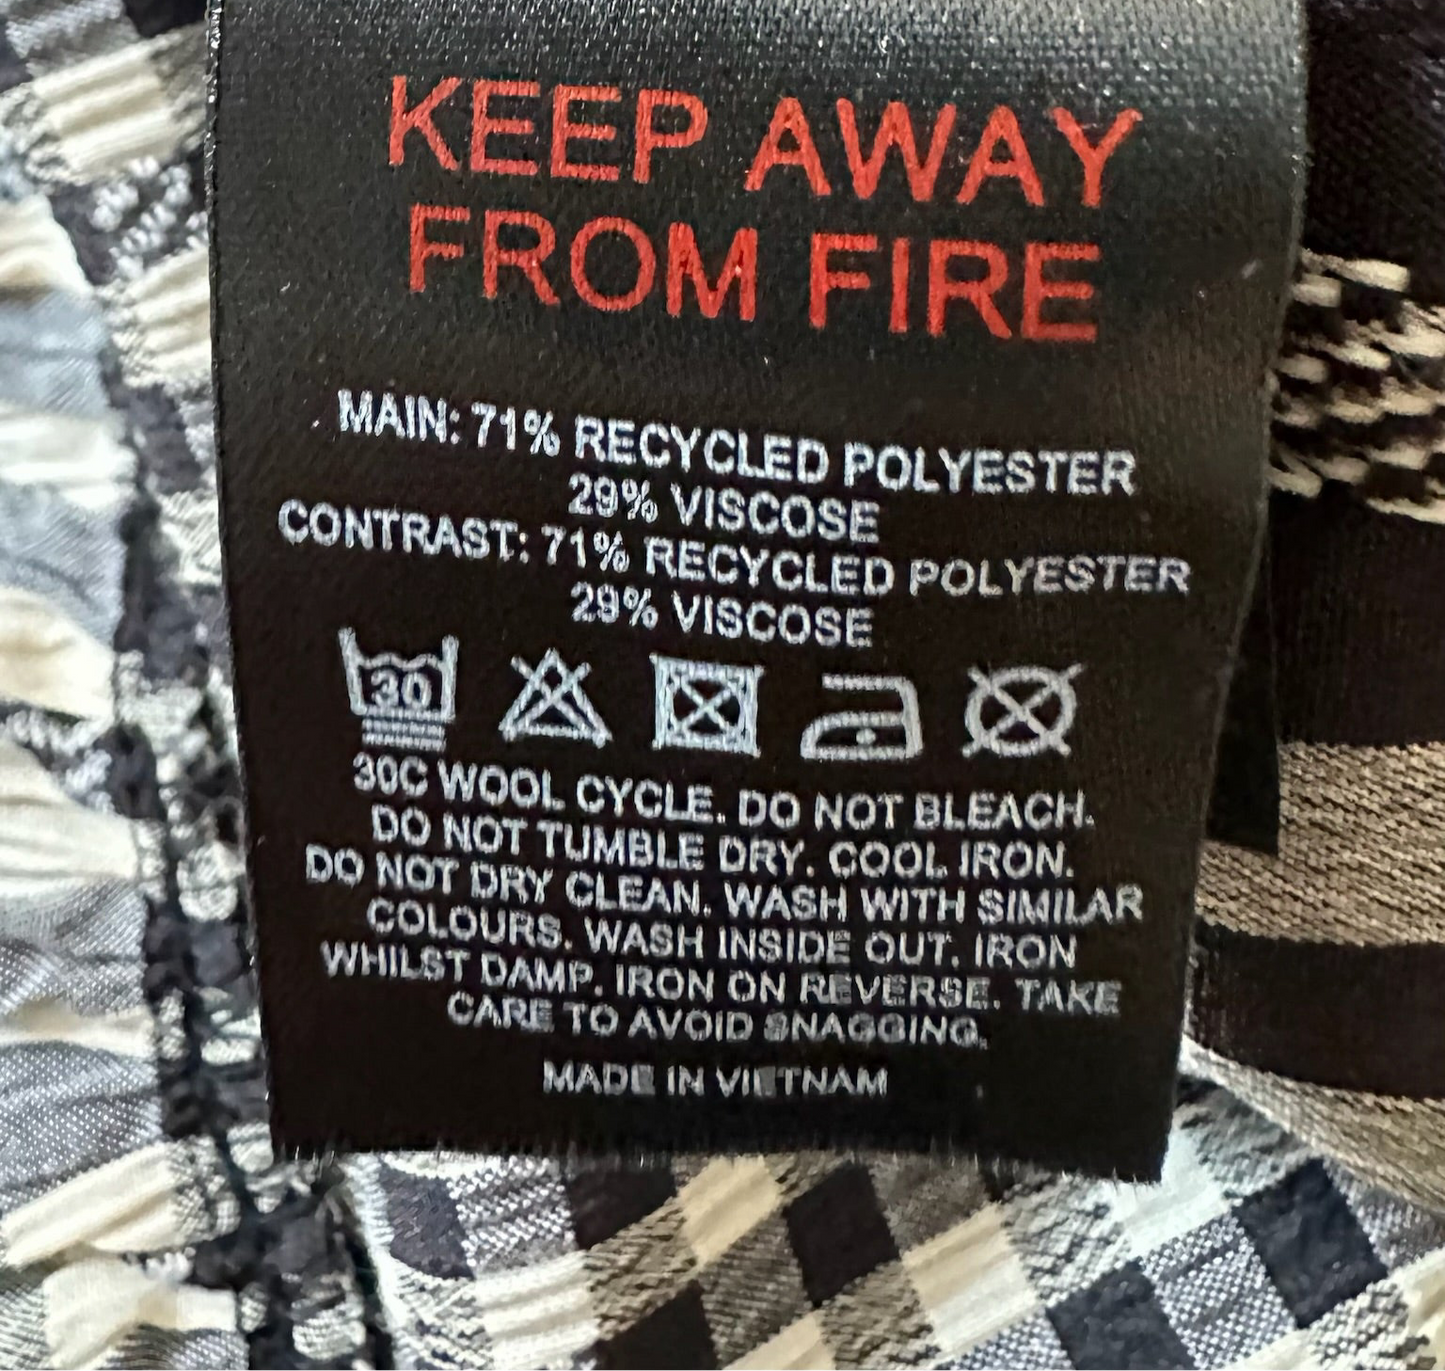 KEEP AWAY
FROM FIRE
MAIN: 71% RECYCLED POLYESTER
29% VISCOSE
CONTRAST: 71% RECYCLED POLYESTER
29% VISCOSE
30
30C WOOL CYCLE. DO NOT BLEACH.
DO NOT TUMBLE DRY. COOL IRON.
DO NOT DRY CLEAN. WASH WITH SIMILAR
COLOURS. WASH INSIDE OUT. IRON
WHILST DAMP. IRON ON REVERSE. TAKE
CARE TO AVOID SNAGGING.
MADE IN VIETNAM